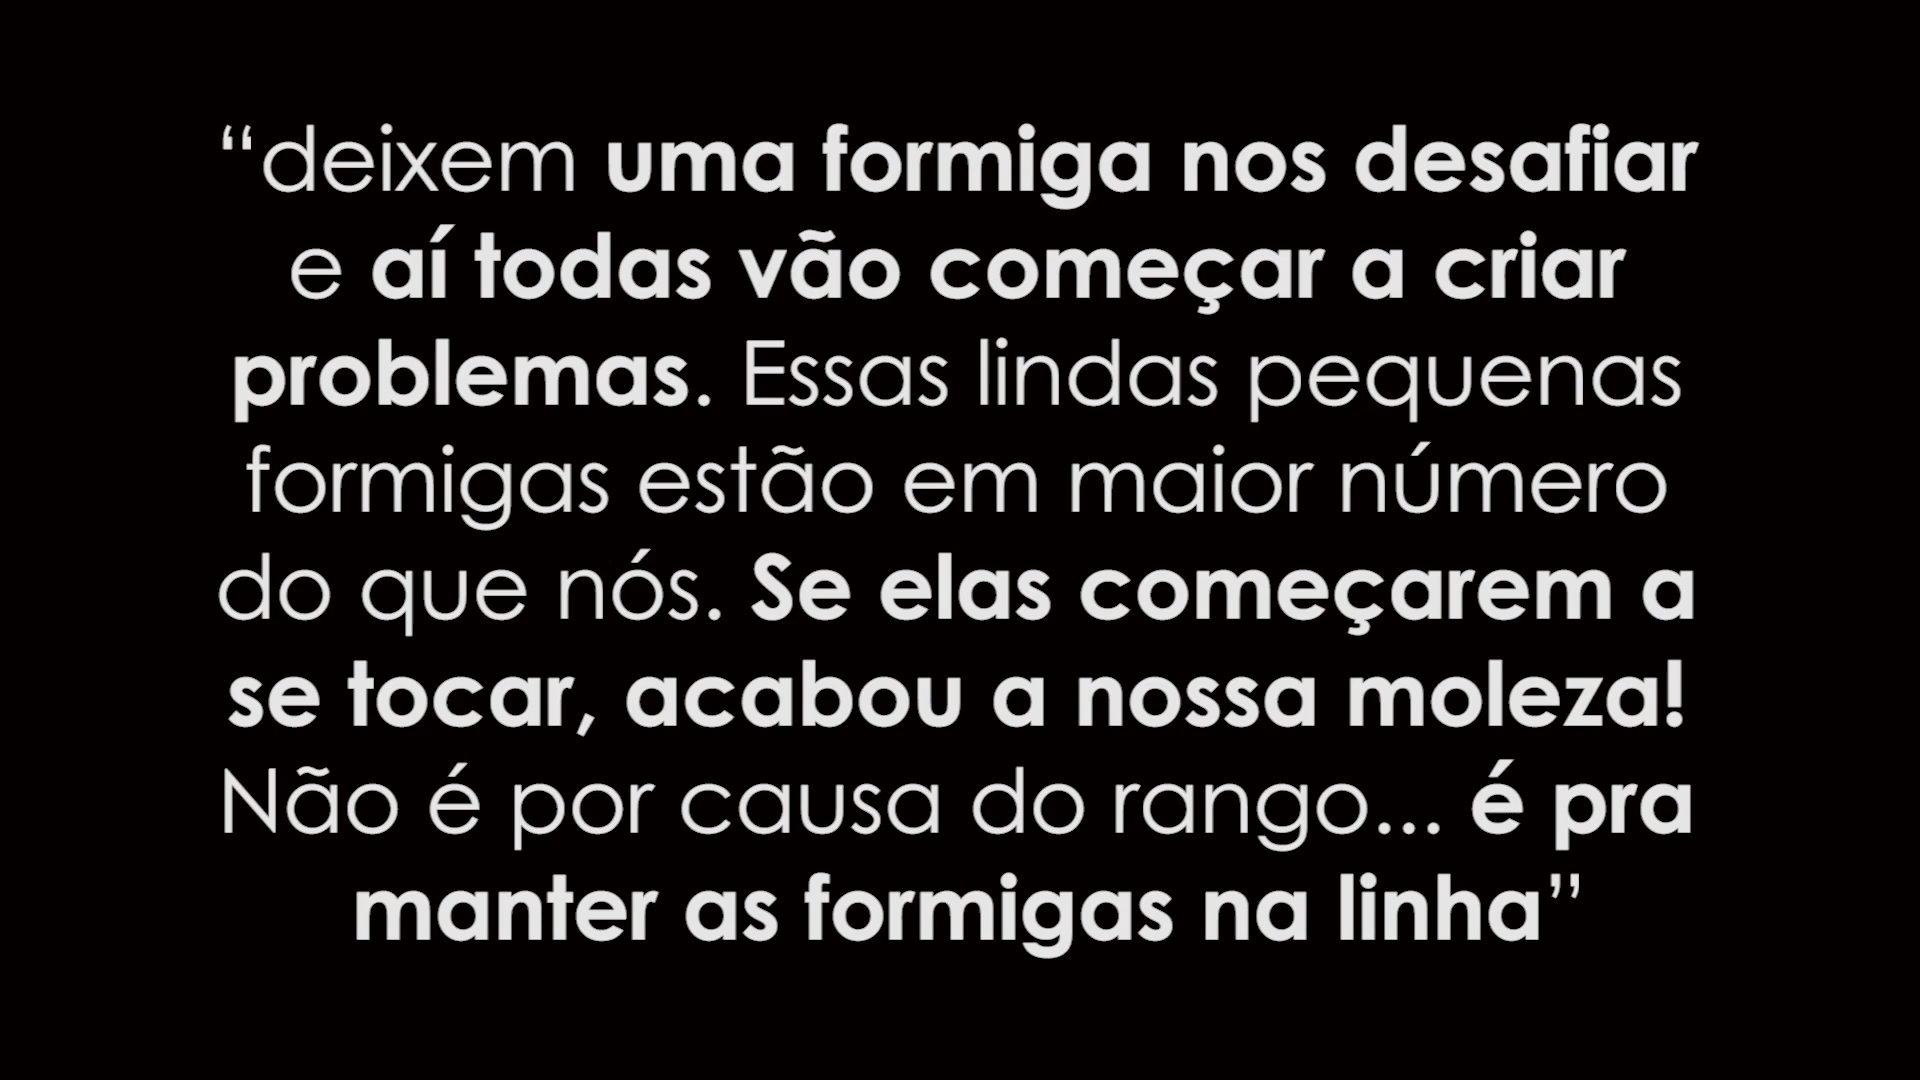 “deixem uma formiga nos desafiar
e aí todas vão começar a criar
problemas. Essas lindas pequenas
formigas estão em maior número
do que nós. Se elas começarem a
se tocar, acabou a nossa moleza!
Não é por causa do rango... é pra
manter as formigas na linha”